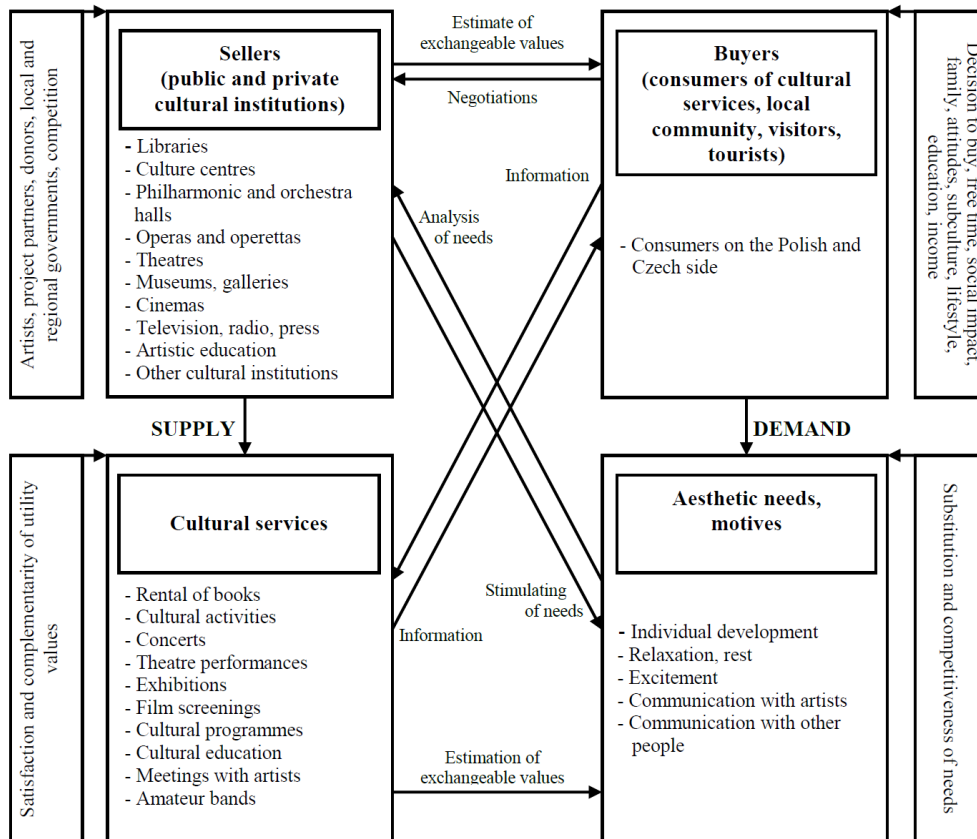 Artists, project partners, donors, local and
regional governments, competition
Sellers
(public and private
cultural institutions)
- Libraries
- Culture centres
- Philharmonic and orchestra
halls
- Operas and operettas
- Theatres
- Museums, galleries
- Cinemas
- Television, radio, press
- Artistic education
- Other cultural institutions
Estimate of
exchangeable values
Negotiations
Information
Analysis
of needs
Buyers
(consumers of cultural
services, local
community, visitors,
tourists)
- Consumers on the Polish and
Czech side
Decision to buy, free time, social impact,
family, attitudes, subculture, lifestyle,
education, income
SUPPLY
DEMAND
Satisfaction and complementarity of utility
values
Cultural services
- Rental of books
- Cultural activities
- Concerts
- Theatre performances
- Exhibitions
- Film screenings
- Cultural programmes
- Cultural education
- Meetings with artists
- Amateur bands
Stimulating
of needs
Information
Estimation of
exchangeable values
Aesthetic needs,
motives
- Individual development
- Relaxation, rest
- Excitement
- Communication with artists
- Communication with other
people
Substitution and competitiveness of needs